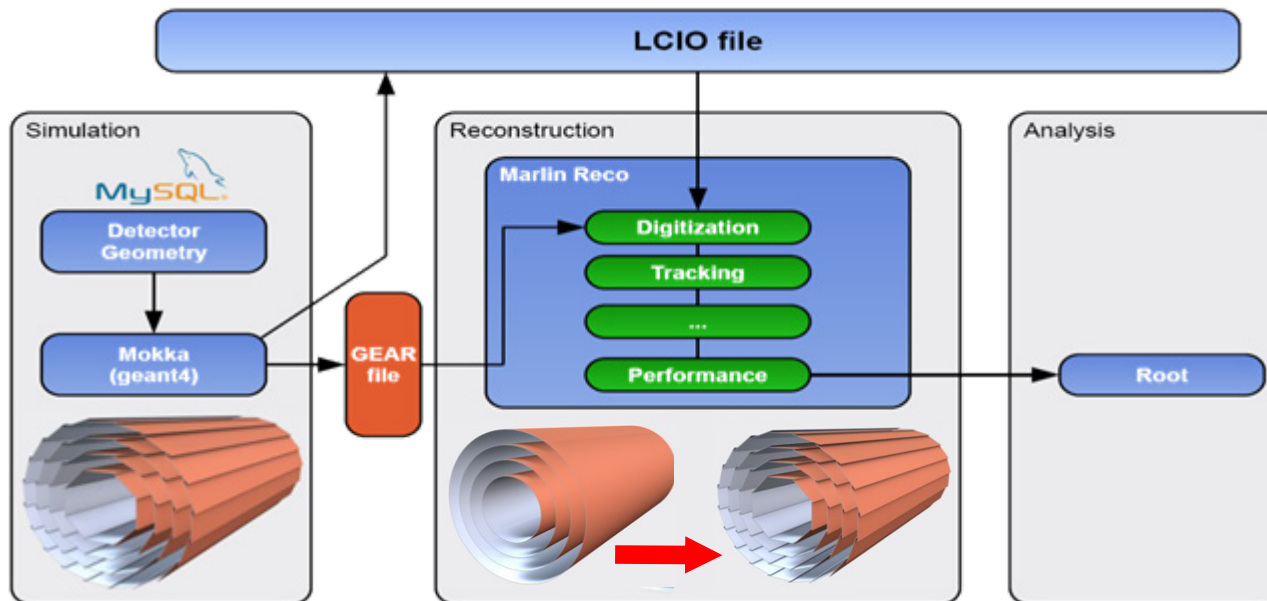 LCIO file
Simulation
MySQL®
Detector
Geometry
Mokka
(geant4)
GEAR
file
Reconstruction
Marlin Reco
Digitization
Tracking
...
Performance
Analysis
Root